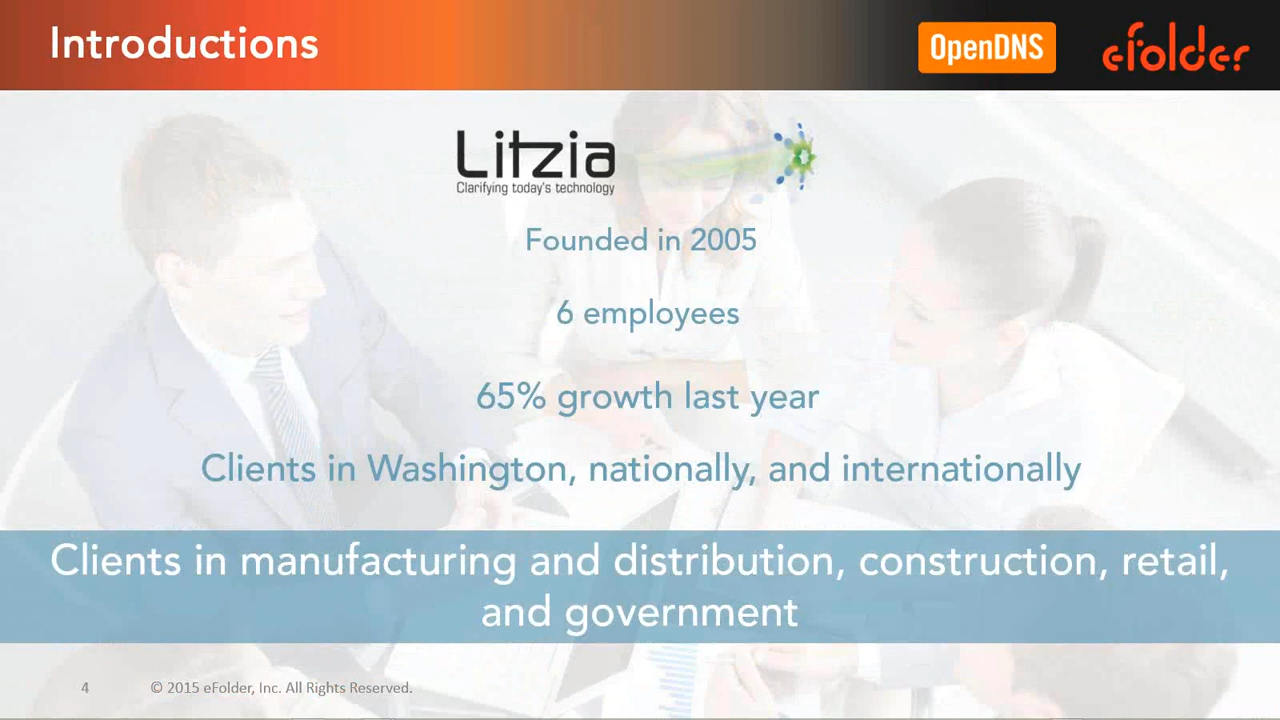 Introductions
OpenDNS
eFolder
Litzia
Clarifying today's technology
Founded in 2005
6 employees
65% growth last year
Clients in Washington, nationally, and internationally
Clients in manufacturing and distribution, construction, retail,
and government
4
© 2015 eFolder, Inc. All Rights Reserved.